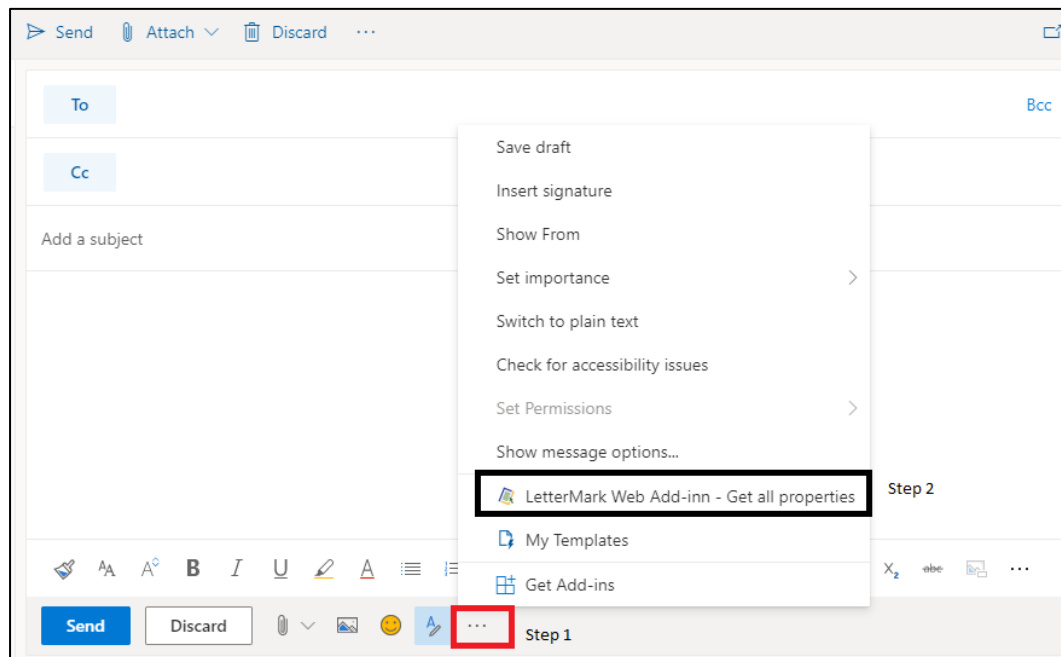 Send Attach Discard ...
To Bcc
Cc
Add a subject
Save draft
Insert signature
Show From
Set importance
Switch to plain text
Check for accessibility issues
Set Permissions
Show message options...
LetterMark Web Add-inn - Get all properties
Step 2
My Templates
Get Add-ins
B I U A X₂ abc ...
Send Discard ...
Step 1